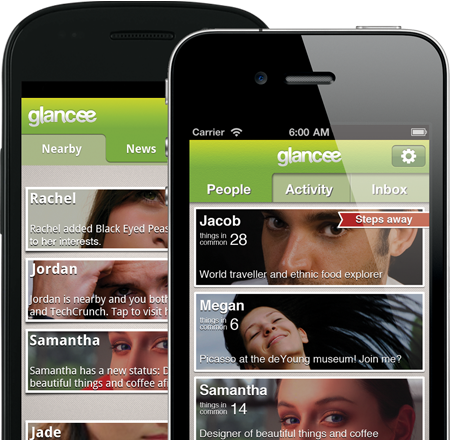 glancee
Nearby News
Rachel
Rachel added Black Eyed Peas
to her interests.
Jordan
Jordan is nearby and you both
and TechCrunch. Tap to visit h
Samantha
Samantha has a new status: D
beautiful things and coffee af
Jade
Carrier 6:00 AM
glancee
People Activity Inbox
Jacob
Steps away
things in
common 28
World traveller and ethnic food explorer
Megan
things in
common 6
Picasso at the deYoung museum! Join me?
Samantha
things in
common 14
Designer of beautiful things and coffee